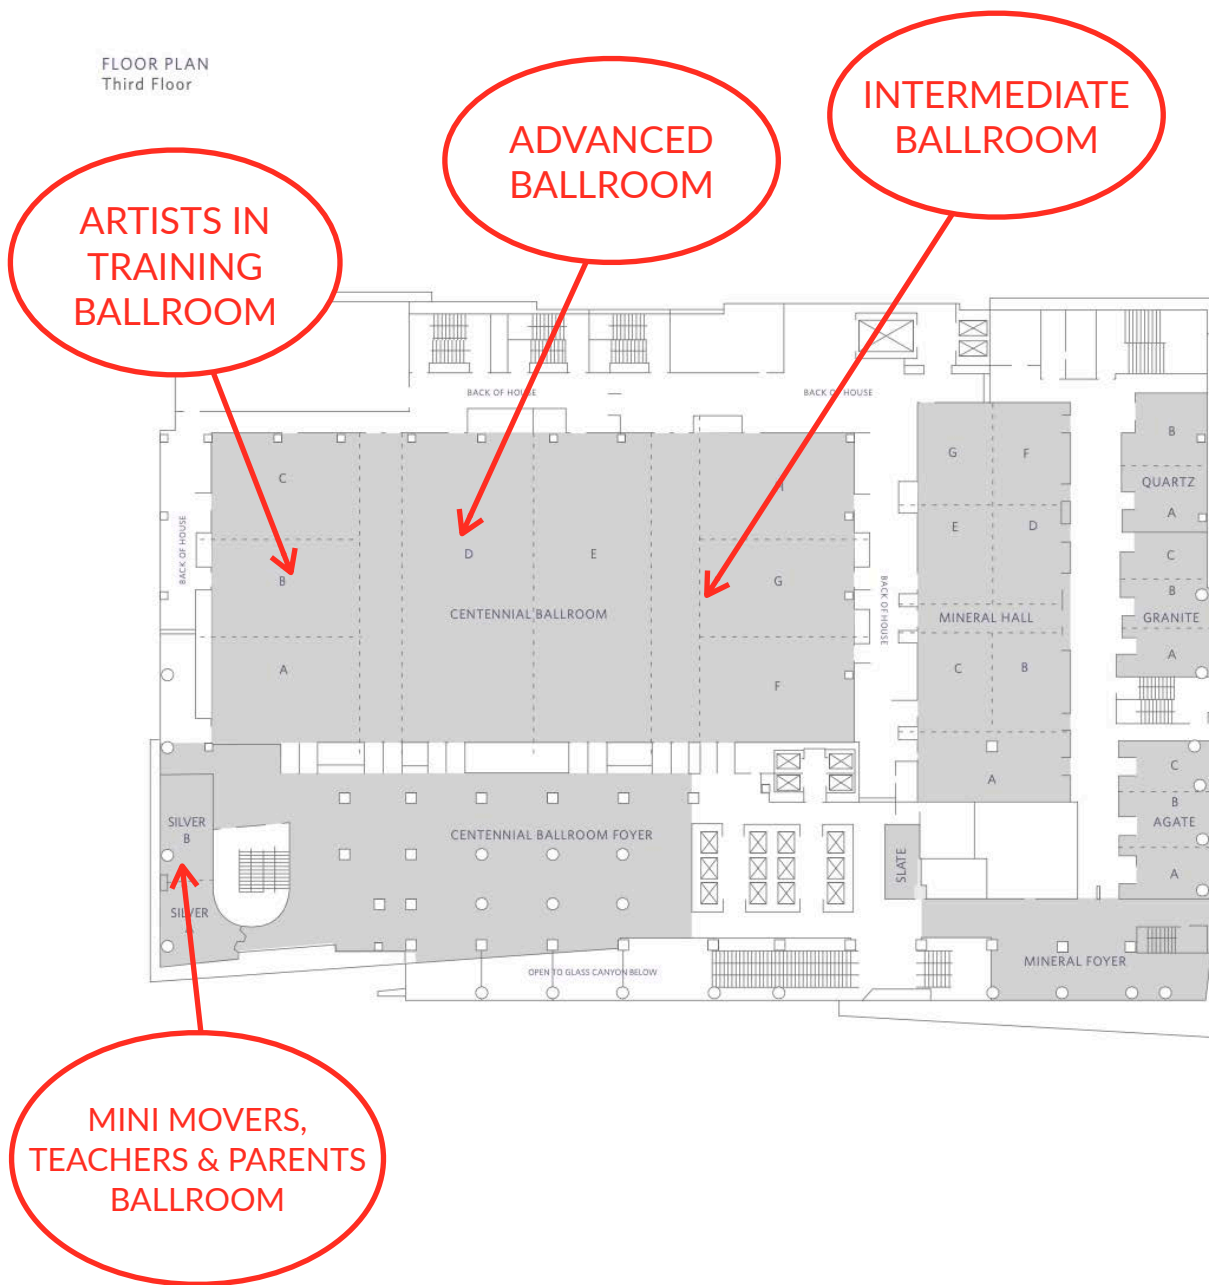 FLOOR PLAN
Third Floor
INTERMEDIATE
BALLROOM
ADVANCED
BALLROOM
ARTISTS IN
TRAINING
BALLROOM
BACK OF HOUSE
BACK OF HOUSE
BACK OF HOUSE
C
B
A
D
E
CENTENNIAL BALLROOM
G
F
BACK OF HOUSE
G
F
E
D
MINERAL HALL
C
B
A
B
QUARTZ
A
C
B
GRANITE
A
C
B
AGATE
A
SILVER
B
SILVER
A
CENTENNIAL BALLROOM FOYER
SLATE
OPEN TO GLASS CANYON BELOW
MINERAL FOYER
MINI MOVERS,
TEACHERS & PARENTS
BALLROOM